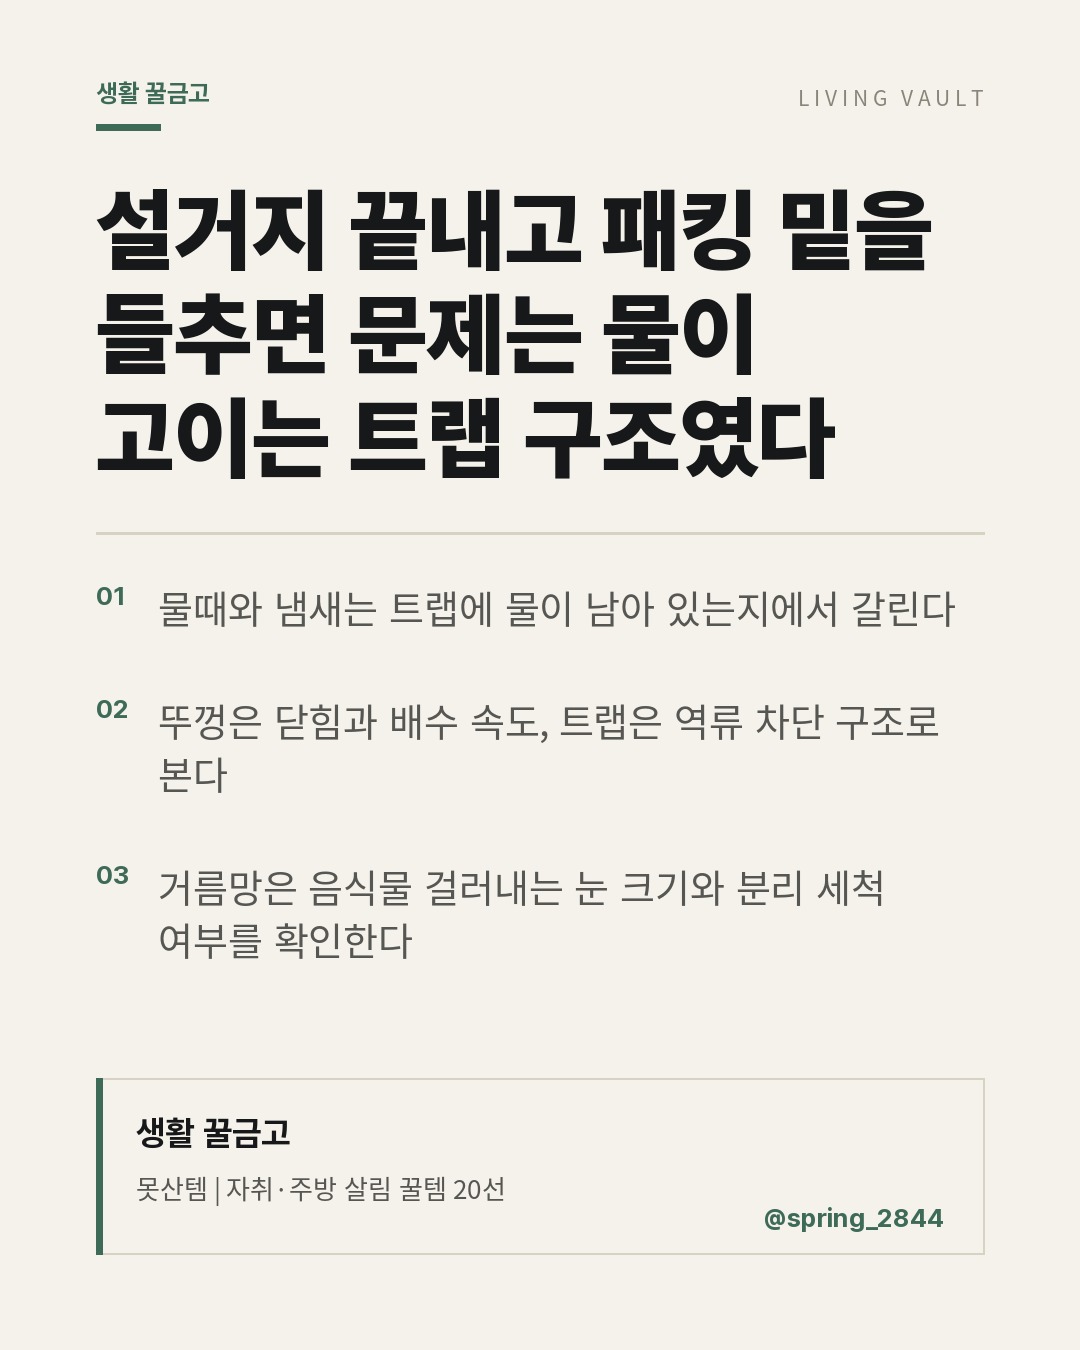 생활 꿀금고
LIVING VAULT
설거지 끝내고 패킹 밑을
들추면 문제는 물이
고이는 트랩 구조였다
01 물때와 냄새는 트랩에 물이 남아 있는지에서 갈린다
02 뚜껑은 닫힘과 배수 속도, 트랩은 역류 차단 구조로
본다
03 거름망은 음식물 걸러내는 눈 크기와 분리 세척
여부를 확인한다
생활 꿀금고
못산템 | 자취·주방 살림 꿀템 20선
@spring_2844